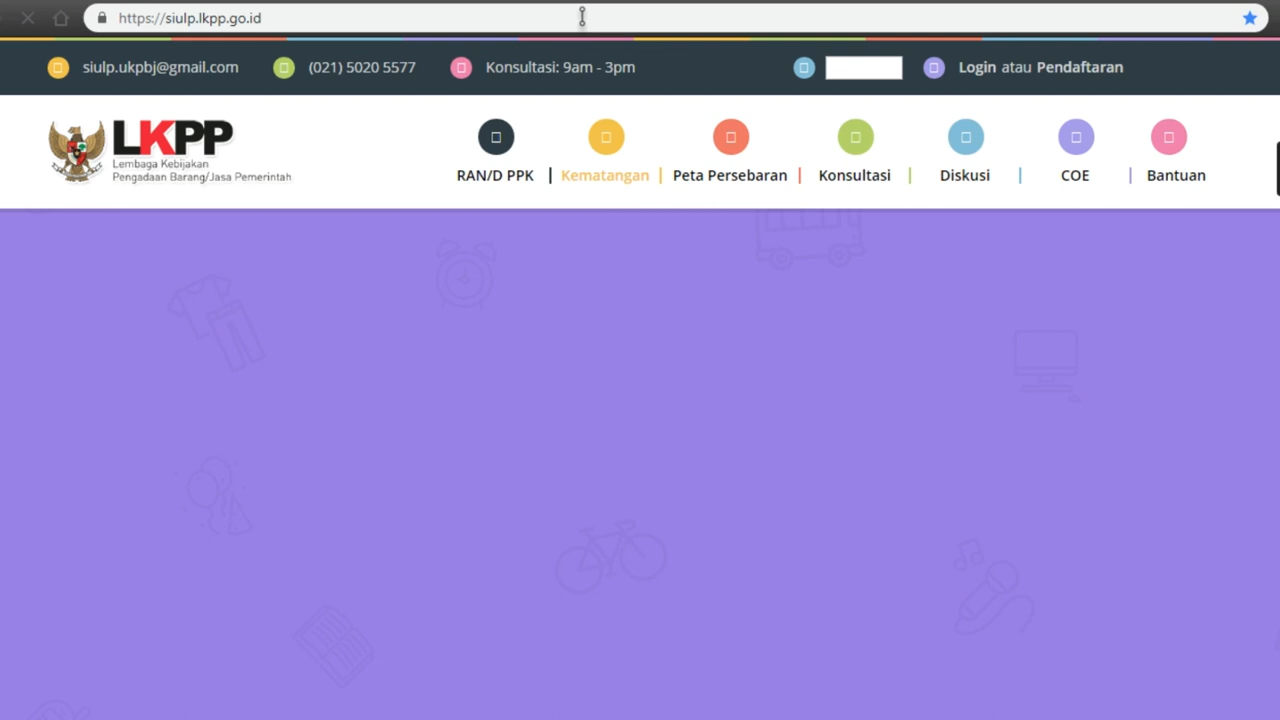 https://siulp.lkpp.go.id
siulp.ukpbj@gmail.com (021) 5020 5577 Konsultasi: 9am - 3pm Login atau Pendaftaran
LKPP
Lembaga Kebijakan
Pengadaan Barang/Jasa Pemerintah
RAN/D PPK | Kematangan | Peta Persebaran | Konsultasi | Diskusi | COE | Bantuan